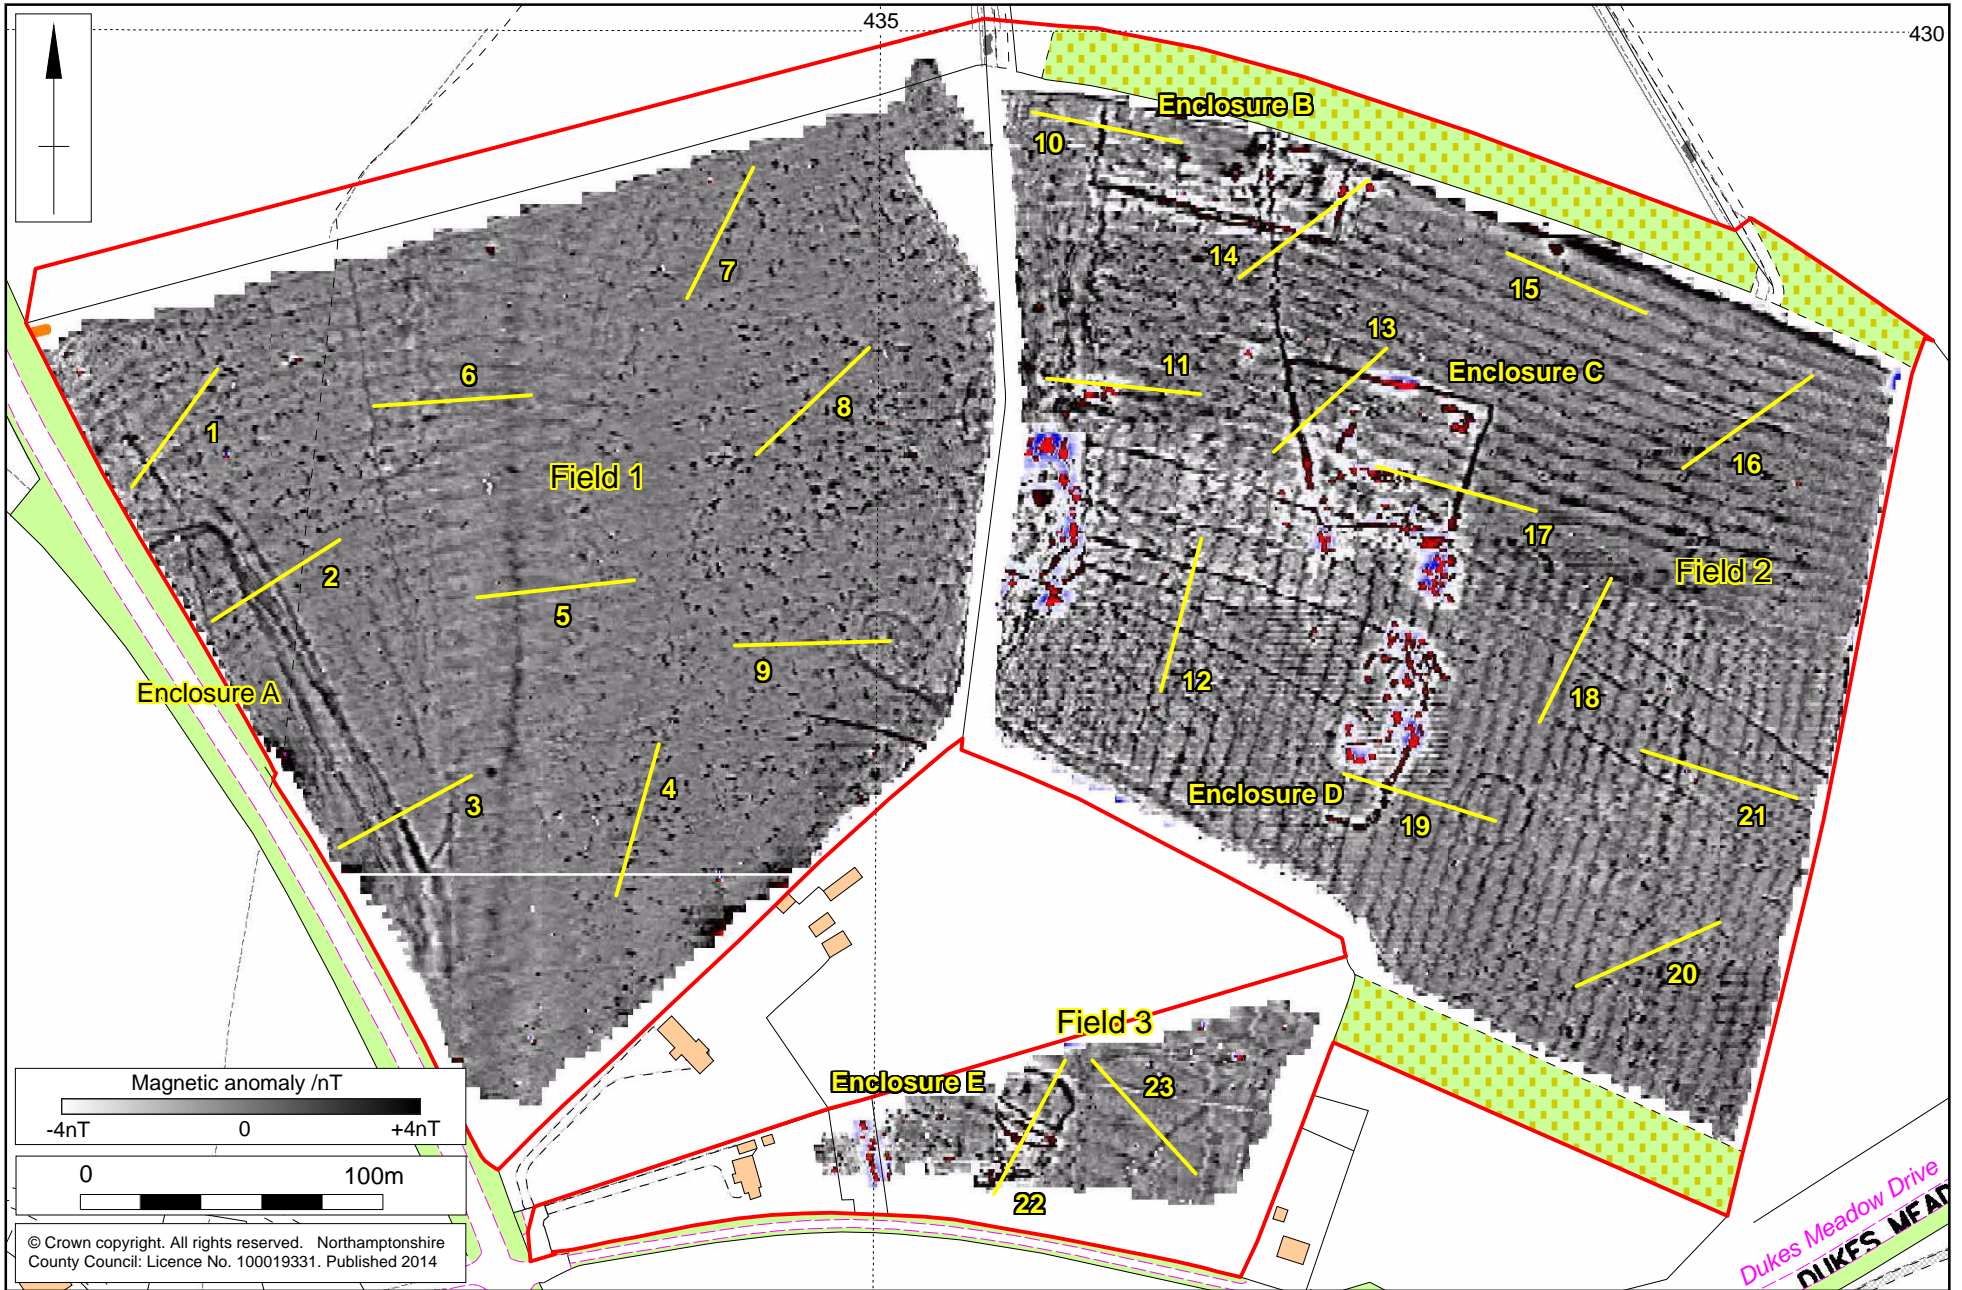 435
430
Enclosure B
10
14
7
15
13
11
Enclosure C
6
8
1
16
Field 1
17
2
Field 2
5
9
12
18
Enclosure A
3
4
Enclosure D
19
21
20
Field 3
Enclosure E
23
22
Magnetic anomaly /nT
-4nT 0 +4nT
0 100m
© Crown copyright. All rights reserved. Northamptonshire
County Council: Licence No. 100019331. Published 2014
Dukes Meadow Drive
DUKES MEAD